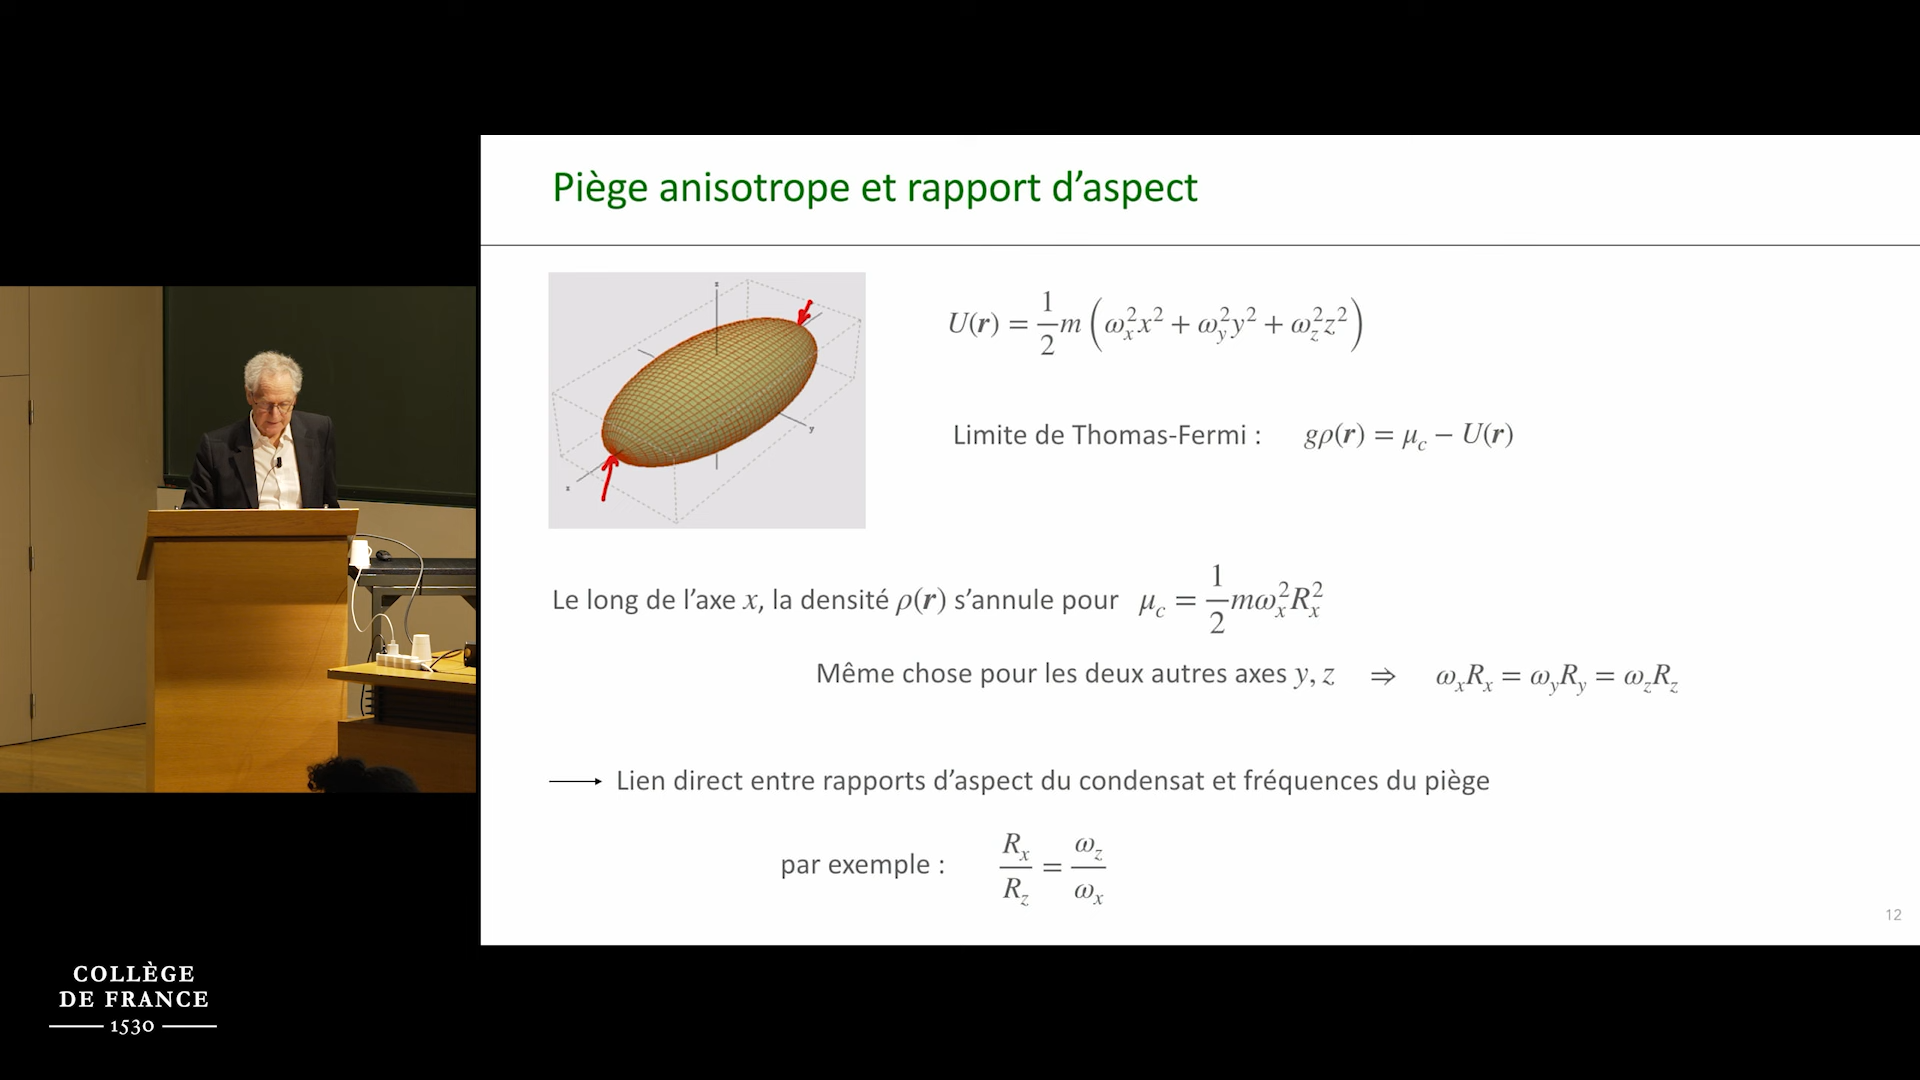 Piège anisotrope et rapport d'aspect
z
y
x
U(r) = 1/2 m (ω_x^2 x^2 + ω_y^2 y^2 + ω_z^2 z^2)
Limite de Thomas-Fermi : gρ(r) = μ_c − U(r)
Le long de l'axe x, la densité ρ(r) s'annule pour μ_c = 1/2 mω_x^2 R_x^2
Même chose pour les deux autres axes y, z ⇒ ω_x R_x = ω_y R_y = ω_z R_z
⟶ Lien direct entre rapports d'aspect du condensat et fréquences du piège
par exemple : R_x/R_z = ω_z/ω_x
12
COLLÈGE
DE FRANCE
1530